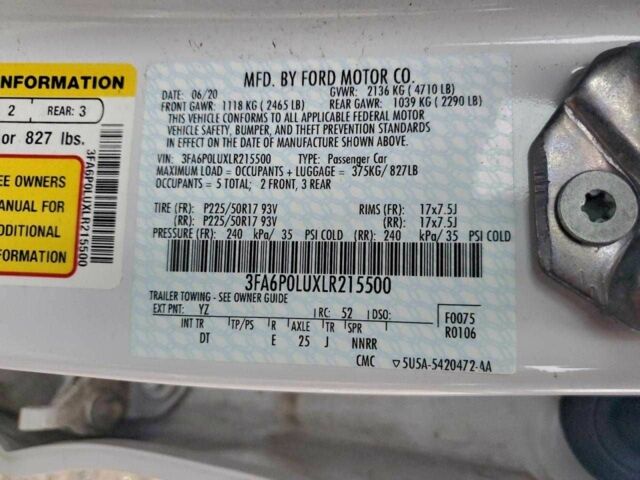 INFORMATION
2 REAR: 3
or 827 lbs.
EE OWNERS
MANUAL FOR
ADDITIONAL
FORMATION
3FA6P0LUXLR215500
MFD. BY FORD MOTOR CO.
DATE: 06/20 GVWR: 2136 KG ( 4710 LB)
FRONT GAWR: 1118 KG ( 2465 LB) REAR GAWR: 1039 KG ( 2290 LB)
THIS VEHICLE CONFORMS TO ALL APPLICABLE FEDERAL MOTOR
VEHICLE SAFETY, BUMPER, AND THEFT PREVENTION STANDARDS IN
EFFECT ON THE DATE OF MANUFACTURE SHOWN ABOVE.
VIN: 3FA6P0LUXLR215500 TYPE: Passenger Car
MAXIMUM LOAD = OCCUPANTS + LUGGAGE = 375KG/ 827LB
OCCUPANTS = 5 TOTAL; 2 FRONT, 3 REAR
TIRE (FR): P225/50R17 93V RIMS (FR): 17x7.5J
(RR): P225/50R17 93V (RR): 17x7.5J
PRESSURE (FR): 240 kPa/ 35 PSI COLD (RR): 240 kPa/ 35 PSI COLD
3FA6P0LUXLR215500
TRAILER TOWING - SEE OWNER GUIDE
EXT PNT: YZ RC: 52 DSO: F0075
INT TR TP/PS R AXLE TR SPR R0106
DT E 25 J NNRR
CMC 5U5A-5420472-AA